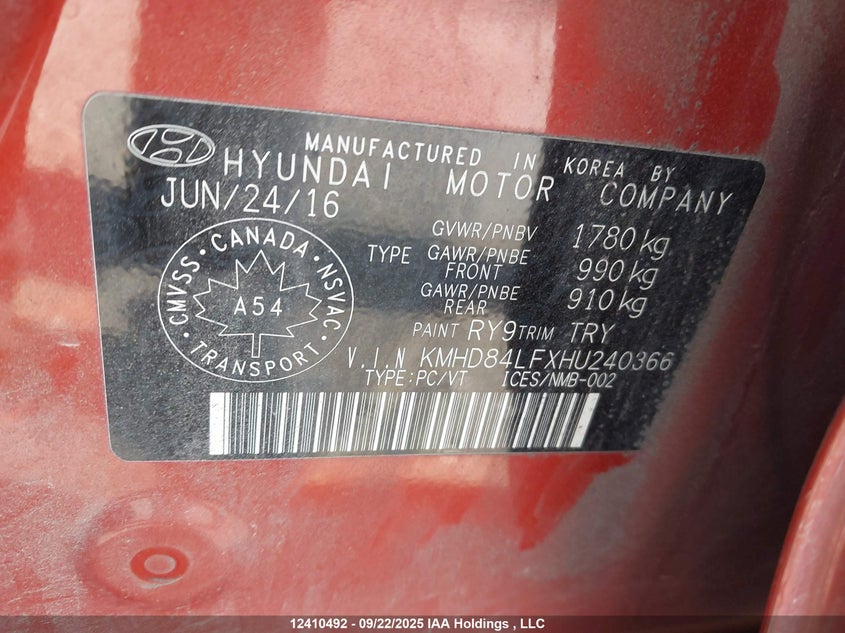 MANUFACTURED IN KOREA BY
HYUNDAI MOTOR COMPANY
JUN/24/16
GVWR/PNBV 1780 kg
TYPE GAWR/PNBE FRONT 990 kg
GAWR/PNBE REAR 910 kg
CMVSS • CANADA • NSVAC
A54
• TRANSPORT •
PAINT RY9 TRIM TRY
V.I.N KMHD84LFXHU240366
TYPE:PC/VT ICES/NMB-002
12410492 - 09/22/2025 IAA Holdings , LLC